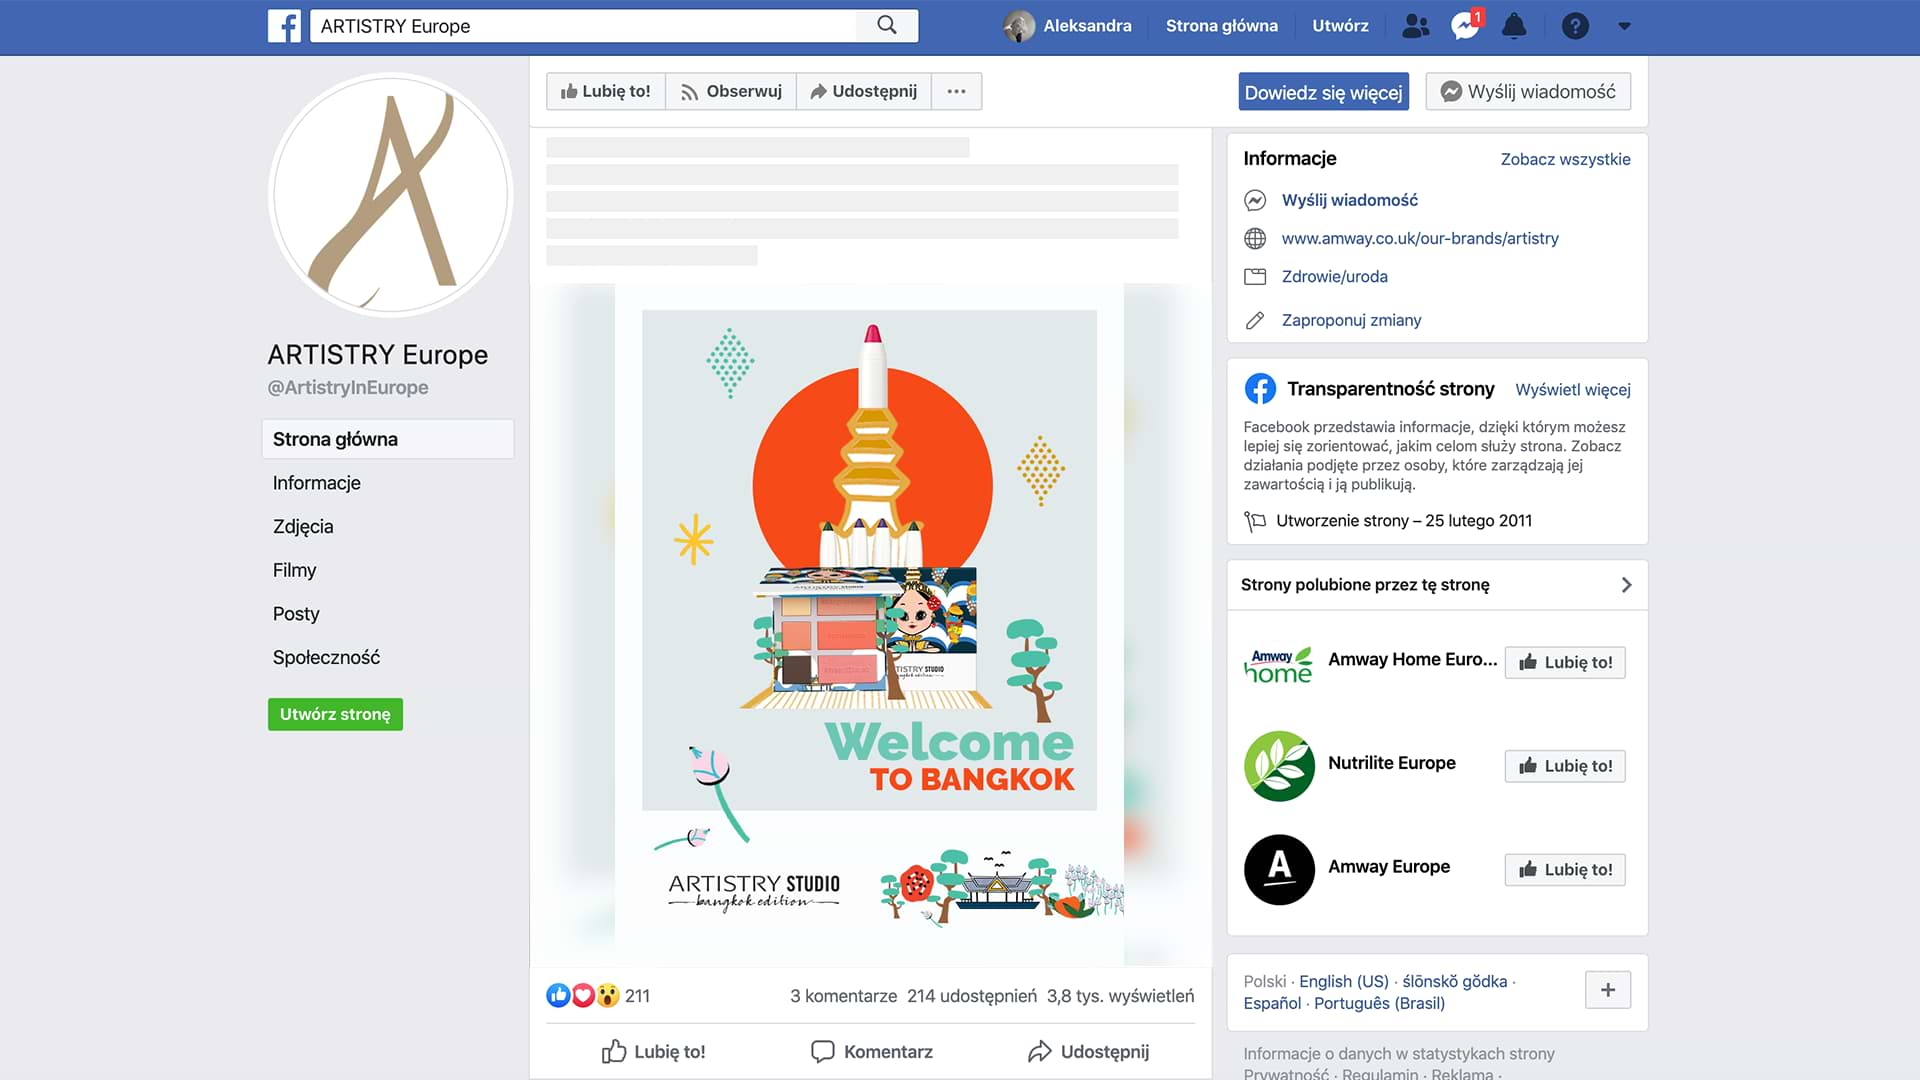 ARTISTRY Europe
Aleksandra
Strona główna
Utwórz
1
Lubię to!
Obserwuj
Udostępnij
Dowiedz się więcej
Wyślij wiadomość
ARTISTRY Europe
@ArtistryInEurope
Strona główna
Informacje
Zdjęcia
Filmy
Posty
Społeczność
Utwórz stronę
ARTISTRY STUDIO
Welcome
TO BANGKOK
ARTISTRY STUDIO
bangkok edition
211
3 komentarze 214 udostępnień 3,8 tys. wyświetleń
Lubię to!
Komentarz
Udostępnij
Informacje
Zobacz wszystkie
Wyślij wiadomość
www.amway.co.uk/our-brands/artistry
Zdrowie/uroda
Zaproponuj zmiany
Transparentność strony
Wyświetl więcej
Facebook przedstawia informacje, dzięki którym możesz
lepiej się zorientować, jakim celom służy strona. Zobacz
działania podjęte przez osoby, które zarządzają jej
zawartością i ją publikują.
Utworzenie strony – 25 lutego 2011
Strony polubione przez tę stronę
Amway
home
Amway Home Euro...
Lubię to!
Nutrilite Europe
Lubię to!
A
Amway Europe
Lubię to!
Polski · English (US) · ślōnskŏ gŏdka ·
Español · Português (Brasil)
Informacje o danych w statystykach strony
Prywatność · Regulamin · Reklama ·